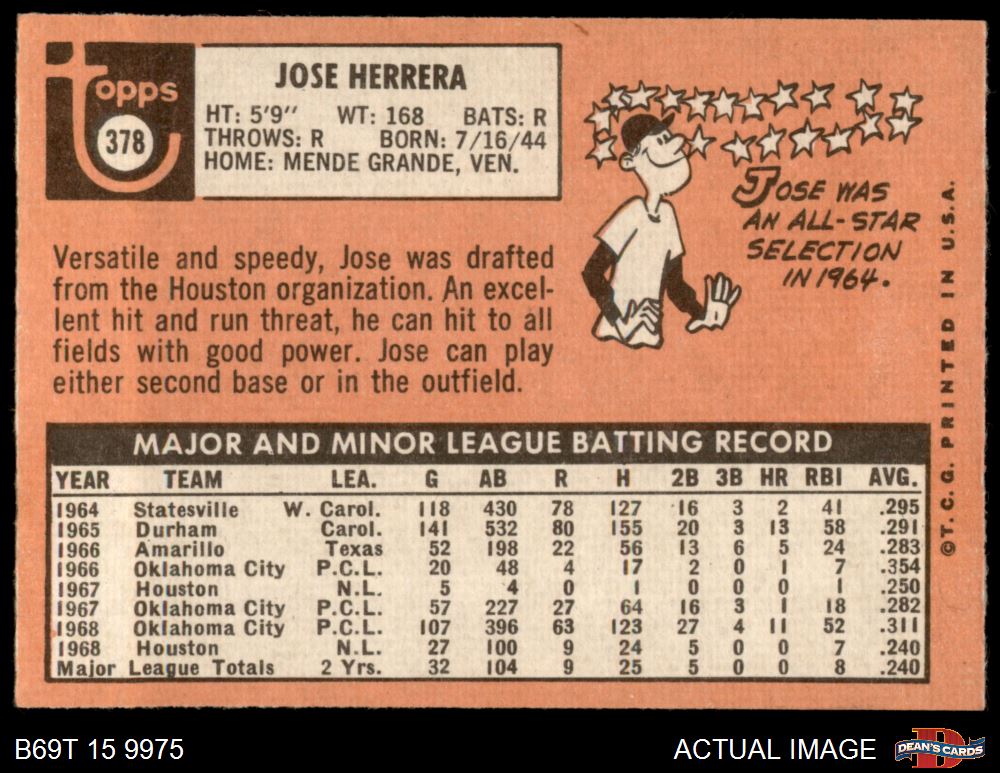 topps
378
JOSE HERRERA
HT: 5'9" WT: 168 BATS: R
THROWS: R BORN: 7/16/44
HOME: MENDE GRANDE, VEN.
Versatile and speedy, Jose was drafted
from the Houston organization. An excel-
lent hit and run threat, he can hit to all
fields with good power. Jose can play
either second base or in the outfield.
JOSE WAS
AN ALL-STAR
SELECTION
IN 1964.
©T.C.G. PRINTED IN U.S.A.
MAJOR AND MINOR LEAGUE BATTING RECORD
YEAR TEAM LEA. G AB R H 2B 3B HR RBI AVG.
1964 Statesville W. Carol. 118 430 78 127 16 3 2 41 .295
1965 Durham Carol. 141 532 80 155 20 3 13 58 .291
1966 Amarillo Texas 52 198 22 56 13 6 5 24 .283
1966 Oklahoma City P.C.L. 20 48 4 17 2 0 1 7 .354
1967 Houston N.L. 5 4 0 1 0 0 0 1 .250
1967 Oklahoma City P.C.L. 57 227 27 64 16 3 1 18 .282
1968 Oklahoma City P.C.L. 107 396 63 123 27 4 11 52 .311
1968 Houston N.L. 27 100 9 24 5 0 0 7 .240
Major League Totals 2 Yrs. 32 104 9 25 5 0 0 8 .240
B69T 15 9975
ACTUAL IMAGE
D
DEAN'S CARDS